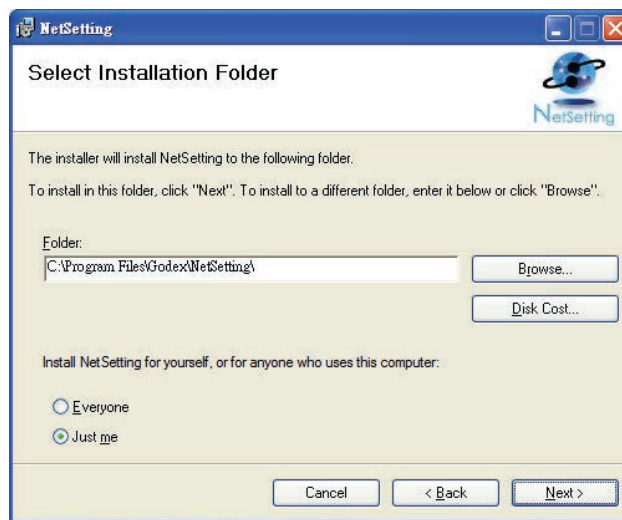 NetSetting
Select Installation Folder
NetSetting
The installer will install NetSetting to the following folder.
To install in this folder, click "Next". To install to a different folder, enter it below or click "Browse".
Folder:
C:\Program Files\Godex\NetSetting\
Browse...
Disk Cost...
Install NetSetting for yourself, or for anyone who uses this computer:
Everyone
Just me
Cancel
< Back
Next >